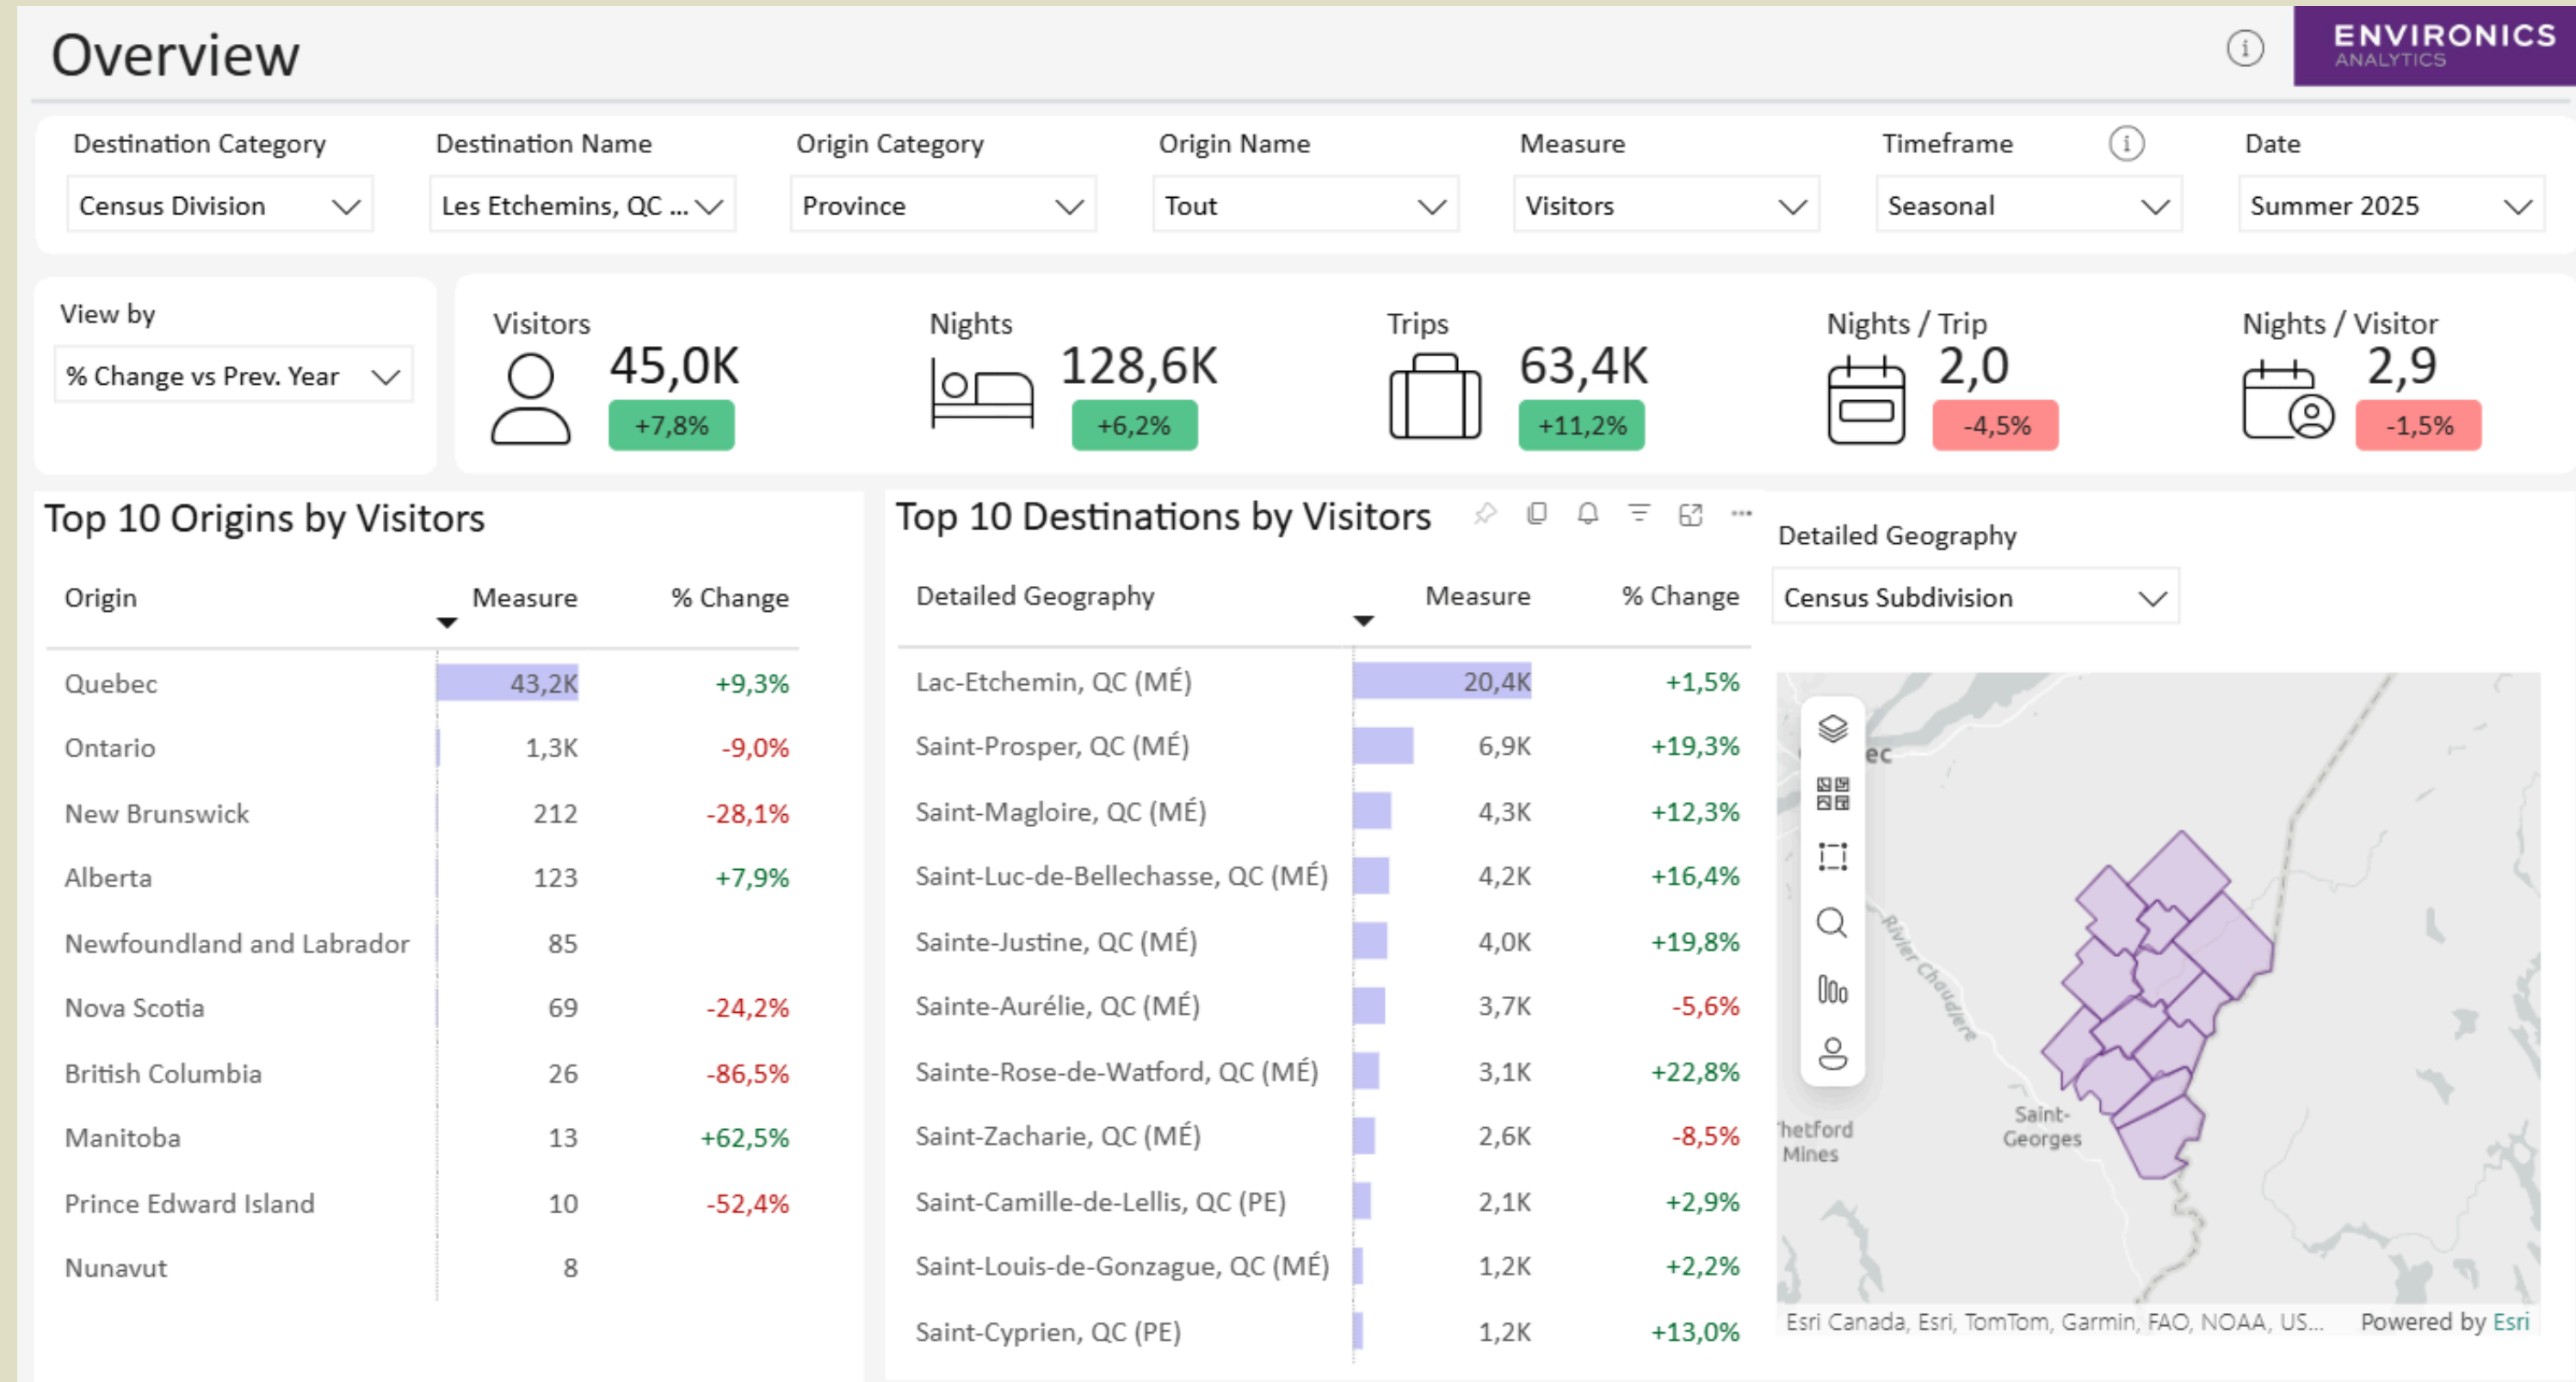 Overview
ENVIRONICS
ANALYTICS
Destination Category
Destination Name
Origin Category
Origin Name
Measure
Timeframe
Date
Census Division
Les Etchemins, QC ...
Province
Tout
Visitors
Seasonal
Summer 2025
View by
% Change vs Prev. Year
Visitors
45,0K
+7,8%
Nights
128,6K
+6,2%
Trips
63,4K
+11,2%
Nights / Trip
2,0
-4,5%
Nights / Visitor
2,9
-1,5%
Top 10 Origins by Visitors
Origin Measure % Change
Quebec 43,2K +9,3%
Ontario 1,3K -9,0%
New Brunswick 212 -28,1%
Alberta 123 +7,9%
Newfoundland and Labrador 85
Nova Scotia 69 -24,2%
British Columbia 26 -86,5%
Manitoba 13 +62,5%
Prince Edward Island 10 -52,4%
Nunavut 8
Top 10 Destinations by Visitors
Detailed Geography Measure % Change
Lac-Etchemin, QC (MÉ) 20,4K +1,5%
Saint-Prosper, QC (MÉ) 6,9K +19,3%
Saint-Magloire, QC (MÉ) 4,3K +12,3%
Saint-Luc-de-Bellechasse, QC (MÉ) 4,2K +16,4%
Sainte-Justine, QC (MÉ) 4,0K +19,8%
Sainte-Aurélie, QC (MÉ) 3,7K -5,6%
Sainte-Rose-de-Watford, QC (MÉ) 3,1K +22,8%
Saint-Zacharie, QC (MÉ) 2,6K -8,5%
Saint-Camille-de-Lellis, QC (PE) 2,1K +2,9%
Saint-Louis-de-Gonzague, QC (MÉ) 1,2K +2,2%
Saint-Cyprien, QC (PE) 1,2K +13,0%
Detailed Geography
Census Subdivision
ec
Rivier Chaudiere
Saint-
Georges
hetford
Mines
Esri Canada, Esri, TomTom, Garmin, FAO, NOAA, US...
Powered by Esri